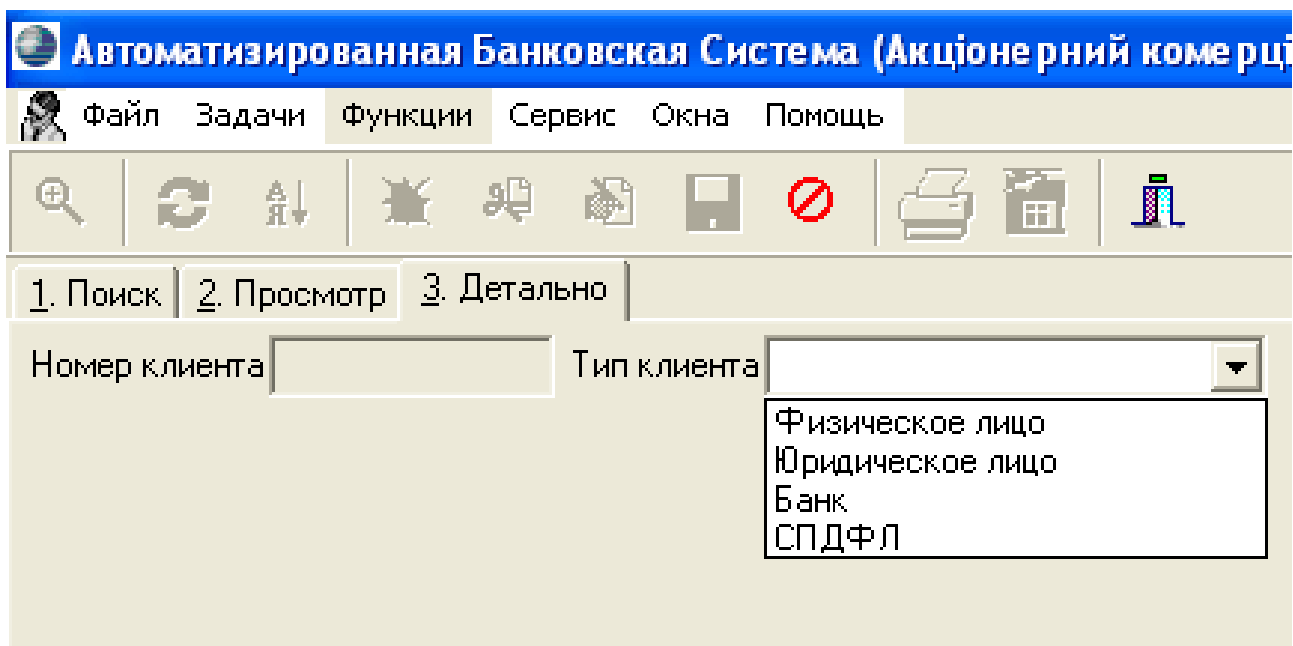 Автоматизированная Банковская Система (Акціонерний комерці
Файл Задачи Функции Сервис Окна Помощь
1. Поиск 2. Просмотр 3. Детально
Номер клиента Тип клиента
Физическое лицо
Юридическое лицо
Банк
СПДФЛ